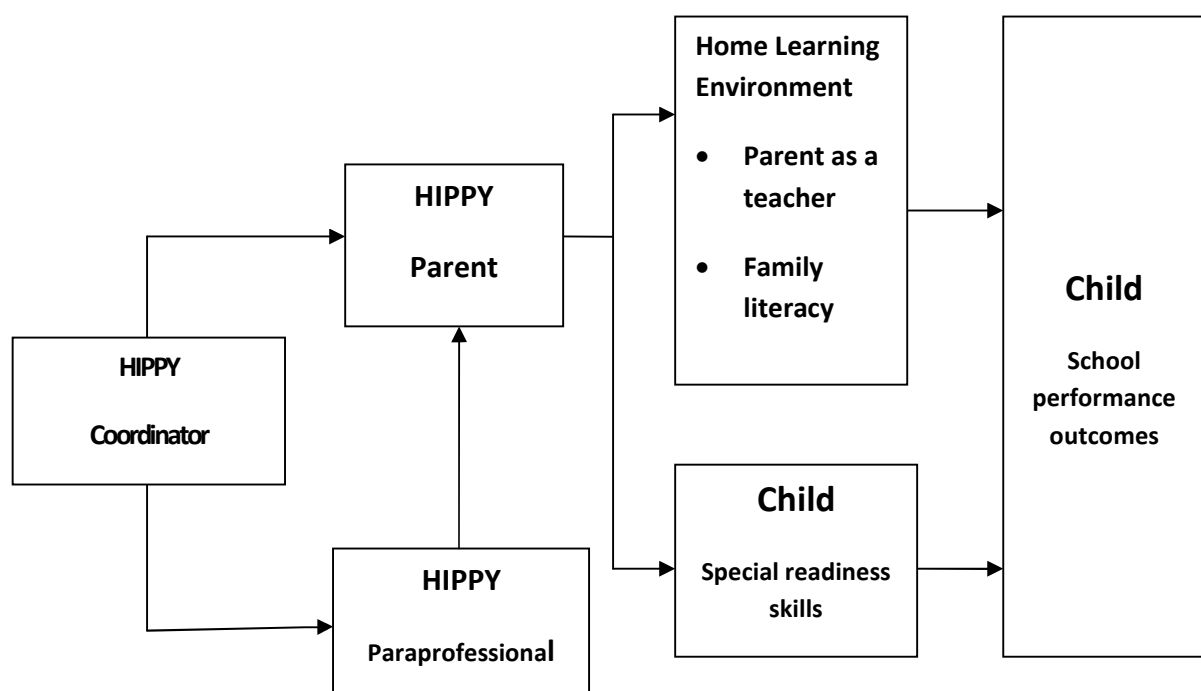 HIPPY
Coordinator
HIPPY
Parent
HIPPY
Paraprofessional
Home Learning
Environment
• Parent as a
teacher
• Family
literacy
Child
Special readiness
skills
Child
School
performance
outcomes